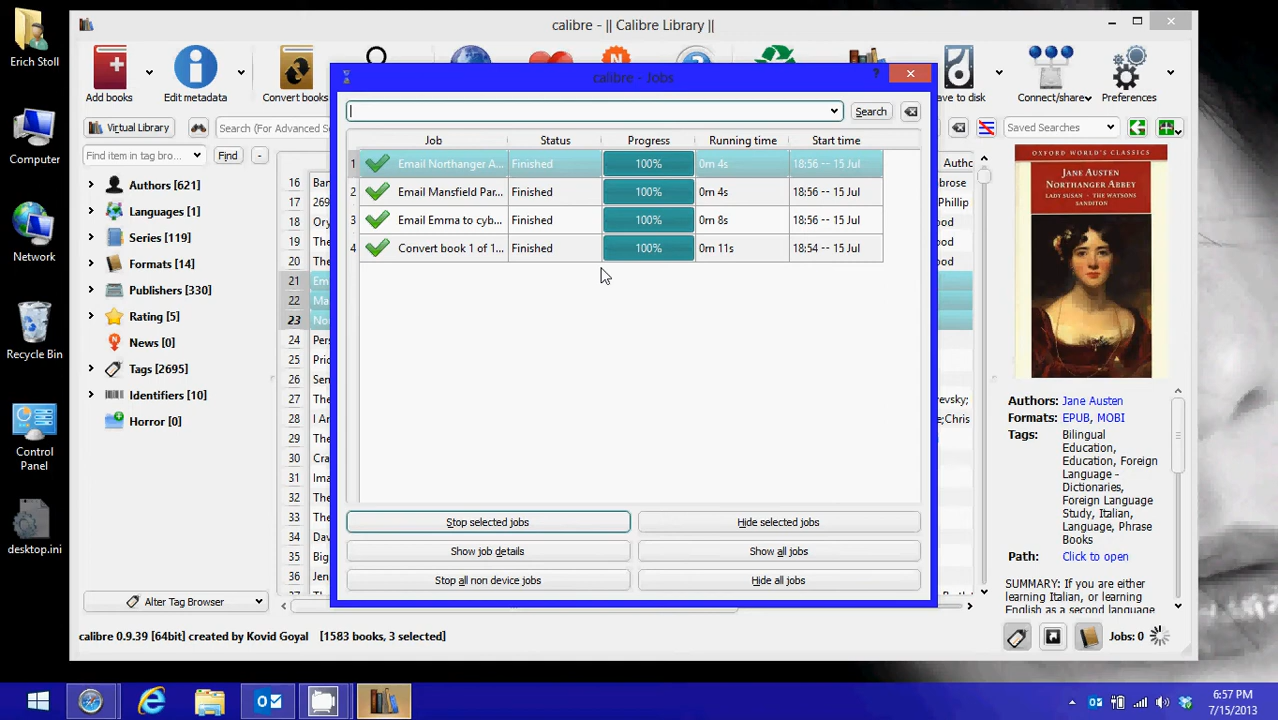 calibre - || Calibre Library ||
Erich Stoll
Computer
Network
Recycle Bin
Control
Panel
desktop.ini
Add books
Edit metadata
Convert books
Connect/share
Preferences
calibre - Jobs
Search
Virtual Library
Search (For Advanced S
Saved Searches
Find item in tag brow...
Find
-
Authors [621]
Languages [1]
Series [119]
Formats [14]
Publishers [330]
Rating [5]
News [0]
Tags [2695]
Identifiers [10]
Horror [0]
Alter Tag Browser
Job Status Progress Running time Start time
1 Email Northanger A... Finished 100% 0m 4s 18:56 -- 15 Jul
2 Email Mansfield Par... Finished 100% 0m 4s 18:56 -- 15 Jul
3 Email Emma to cyb... Finished 100% 0m 8s 18:56 -- 15 Jul
4 Convert book 1 of 1... Finished 100% 0m 11s 18:54 -- 15 Jul
Stop selected jobs
Hide selected jobs
Show job details
Show all jobs
Stop all non device jobs
Hide all jobs
16 Bar
17 269
18 Ory
19 The
20 The
21 Em
22 Ma
23 No
24 Per
25 Pric
26 Sen
27 The
28 I Ar
29 The
30 Cra
31 Ima
32 The
33 The
34 Dav
35 Big
36 Jen
Autho
brose
Phillip
evsky;
;Chris
OXFORD WORLD'S CLASSICS
JANE AUSTEN
NORTHANGER ABBEY
LADY SUSAN · THE WATSONS
SANDITON
Authors: Jane Austen
Formats: EPUB, MOBI
Tags: Bilingual
Education,
Education, Foreign
Language -
Dictionaries,
Foreign Language
Study, Italian,
Language, Phrase
Books
Path: Click to open
SUMMARY: If you are either
learning Italian, or learning
English as a second language
calibre 0.9.39 [64bit] created by Kovid Goyal [1583 books, 3 selected]
Jobs: 0
6:57 PM
7/15/2013